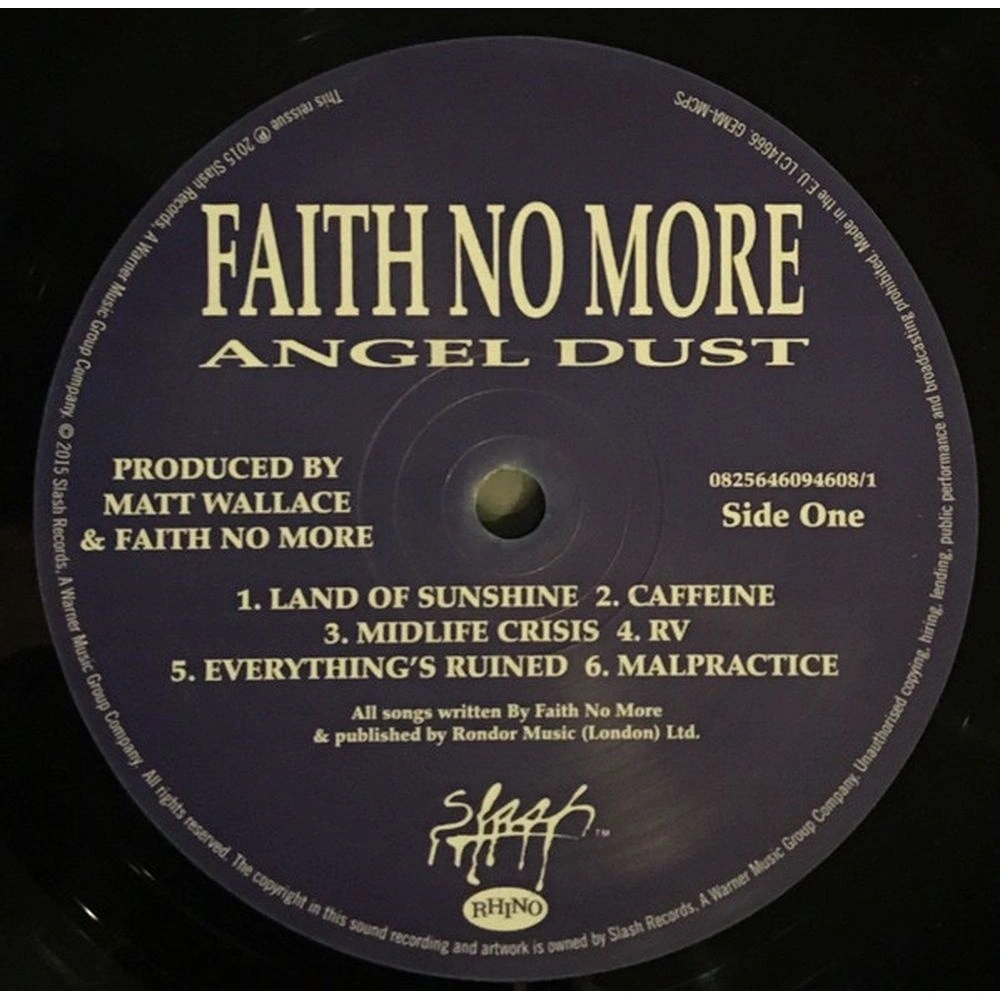 FAITH NO MORE
ANGEL DUST
PRODUCED BY
MATT WALLACE
& FAITH NO MORE
0825646094608/1
Side One
1. LAND OF SUNSHINE 2. CAFFEINE
3. MIDLIFE CRISIS 4. RV
5. EVERYTHING'S RUINED 6. MALPRACTICE
All songs written By Faith No More
& published by Rondor Music (London) Ltd.
Slash ™
RHINO
This reissue ℗ 2015 Slash Records, A Warner Music Group Company. © 2015 Slash Records, A Warner Music Group Company. All rights reserved. The copyright in this sound recording and artwork is owned by Slash Records, A Warner Music Group Company. Unauthorised copying, hiring, lending, public performance and broadcasting prohibited. Made in the E.U. LC14666. GEMA-MCPS